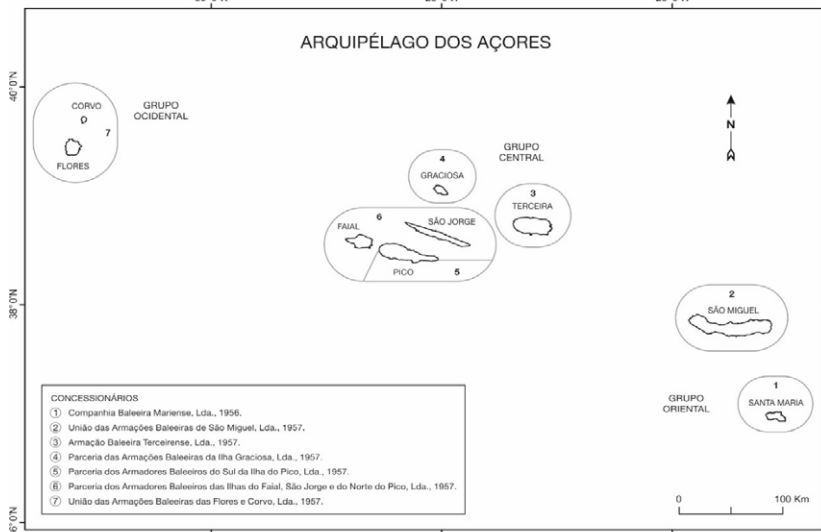 ARQUIPÉLAGO DOS AÇORES
40°0'N
CORVO
GRUPO
OCIDENTAL
7
FLORES
N
4
GRACIOSA
GRUPO
CENTRAL
3
TERCEIRA
6
SÃO JORGE
FAIAL
PICO
5
38°0'N
2
SÃO MIGUEL
1
SANTA MARIA
GRUPO
ORIENTAL
CONCESSIONÁRIOS
1 Companhia Baleeira Mariense, Lda., 1956.
2 União das Armações Baleeiras de São Miguel, Lda., 1957.
3 Armação Baleeira Terceirense, Lda., 1957.
4 Parceria das Armações Baleeiras da Ilha Graciosa, Lda., 1957.
5 Parceria dos Armadores Baleeiros do Sul da Ilha do Pico, Lda., 1957.
6 Parceria dos Armadores Baleeiros das Ilhas do Faial, São Jorge e do Norte do Pico, Lda., 1957.
7 União das Armações Baleeiras das Flores e Corvo, Lda., 1957.
0 100 Km
6°0'N